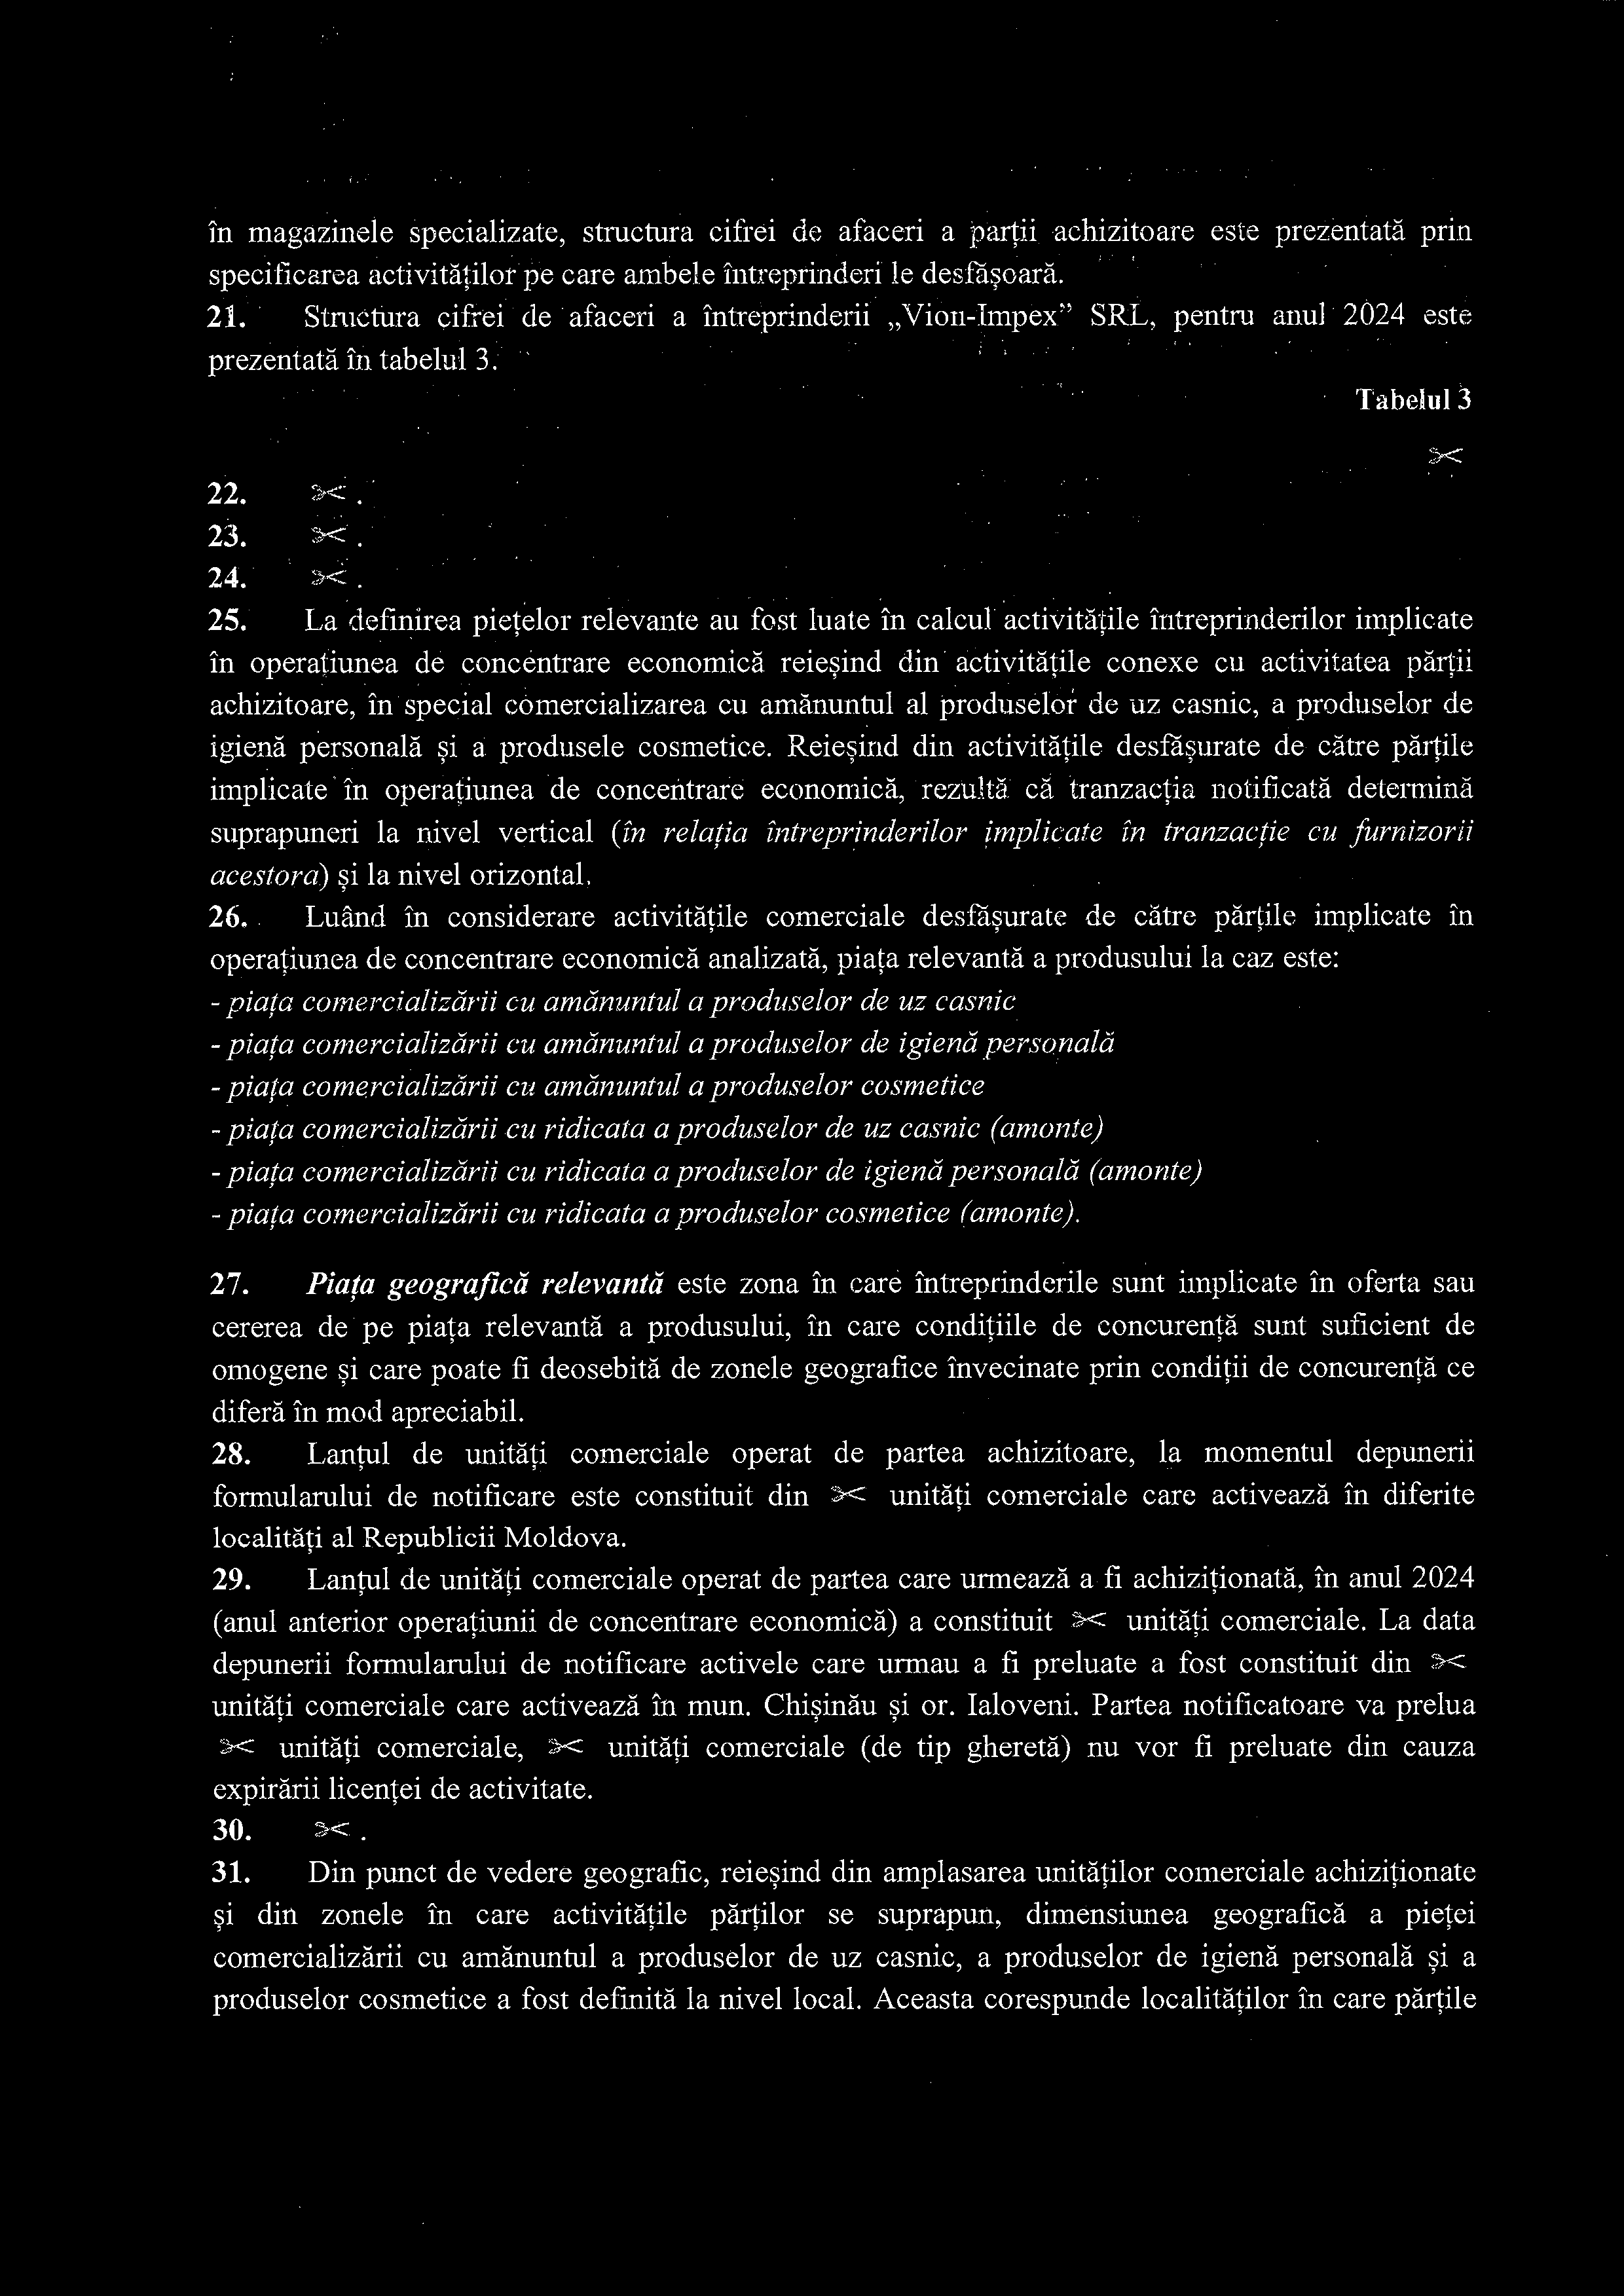 în magazinele specializate, structura cifrei de afaceri a părții achizitoare este prezentată prin
specificarea activităților pe care ambele întreprinderi le desfășoară.
21. Structura cifrei de afaceri a întreprinderii „Vion-Impex” SRL, pentru anul 2024 este
prezentată în tabelul 3.
Tabelul 3
✂
22. ✂ .
23. ✂ .
24. ✂ .
25. La definirea piețelor relevante au fost luate în calcul activitățile întreprinderilor implicate
în operațiunea de concentrare economică reieșind din activitățile conexe cu activitatea părții
achizitoare, în special comercializarea cu amănuntul al produselor de uz casnic, a produselor de
igienă personală și a produsele cosmetice. Reieșind din activitățile desfășurate de către părțile
implicate în operațiunea de concentrare economică, rezultă că tranzacția notificată determină
suprapuneri la nivel vertical (în relația întreprinderilor implicate în tranzacție cu furnizorii
acestora) și la nivel orizontal.
26. Luând în considerare activitățile comerciale desfășurate de către părțile implicate în
operațiunea de concentrare economică analizată, piața relevantă a produsului la caz este:
- piața comercializării cu amănuntul a produselor de uz casnic
- piața comercializării cu amănuntul a produselor de igienă personală
- piața comercializării cu amănuntul a produselor cosmetice
- piața comercializării cu ridicata a produselor de uz casnic (amonte)
- piața comercializării cu ridicata a produselor de igienă personală (amonte)
- piața comercializării cu ridicata a produselor cosmetice (amonte).
27. Piața geografică relevantă este zona în care întreprinderile sunt implicate în oferta sau
cererea de pe piața relevantă a produsului, în care condițiile de concurență sunt suficient de
omogene și care poate fi deosebită de zonele geografice învecinate prin condiții de concurență ce
diferă în mod apreciabil.
28. Lanțul de unități comerciale operat de partea achizitoare, la momentul depunerii
formularului de notificare este constituit din ✂ unități comerciale care activează în diferite
localități al Republicii Moldova.
29. Lanțul de unități comerciale operat de partea care urmează a fi achiziționată, în anul 2024
(anul anterior operațiunii de concentrare economică) a constituit ✂ unități comerciale. La data
depunerii formularului de notificare activele care urmau a fi preluate a fost constituit din ✂
unități comerciale care activează în mun. Chișinău și or. Ialoveni. Partea notificatoare va prelua
✂ unități comerciale, ✂ unități comerciale (de tip gheretă) nu vor fi preluate din cauza
expirării licenței de activitate.
30. ✂ .
31. Din punct de vedere geografic, reieșind din amplasarea unităților comerciale achiziționate
și din zonele în care activitățile părților se suprapun, dimensiunea geografică a pieței
comercializării cu amănuntul a produselor de uz casnic, a produselor de igienă personală și a
produselor cosmetice a fost definită la nivel local. Aceasta corespunde localităților în care părțile